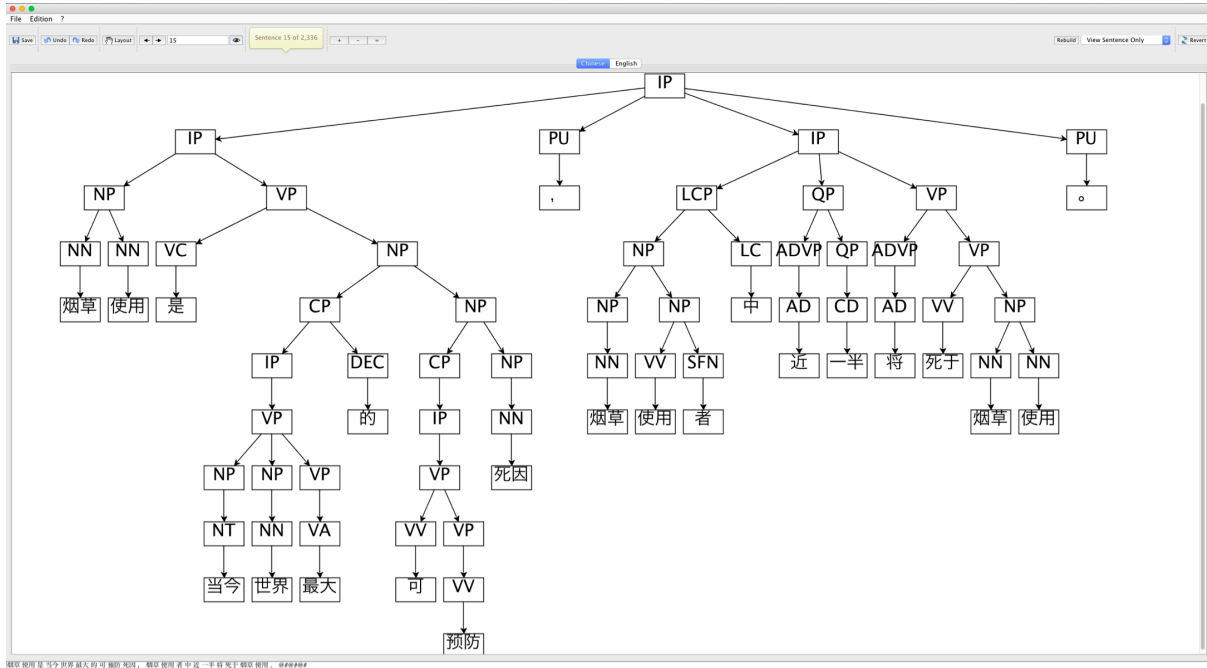 File Edition ?
Save Undo Redo Layout 15 Sentence 15 of 2,336 + - = Rebuild View Sentence Only Revert
Chinese English
IP
IP PU IP PU
NP VP , LCP QP VP 。
NN NN VC NP NP LC ADVP QP ADVP VP
烟草 使用 是 CP NP NP NP 中 AD CD AD VV NP
IP DEC CP NP NN VV SFN 近 一半 将 死于 NN NN
VP 的 IP NN 烟草 使用 者 烟草 使用
NP NP VP VP 死因
NT NN VA VV VP
当今 世界 最大 可 VV
预防
烟草 使用 是 当今 世界 最大 的 可 预防 死因 , 烟草 使用 者 中 近 一半 将 死于 烟草 使用 。 @#@#@#